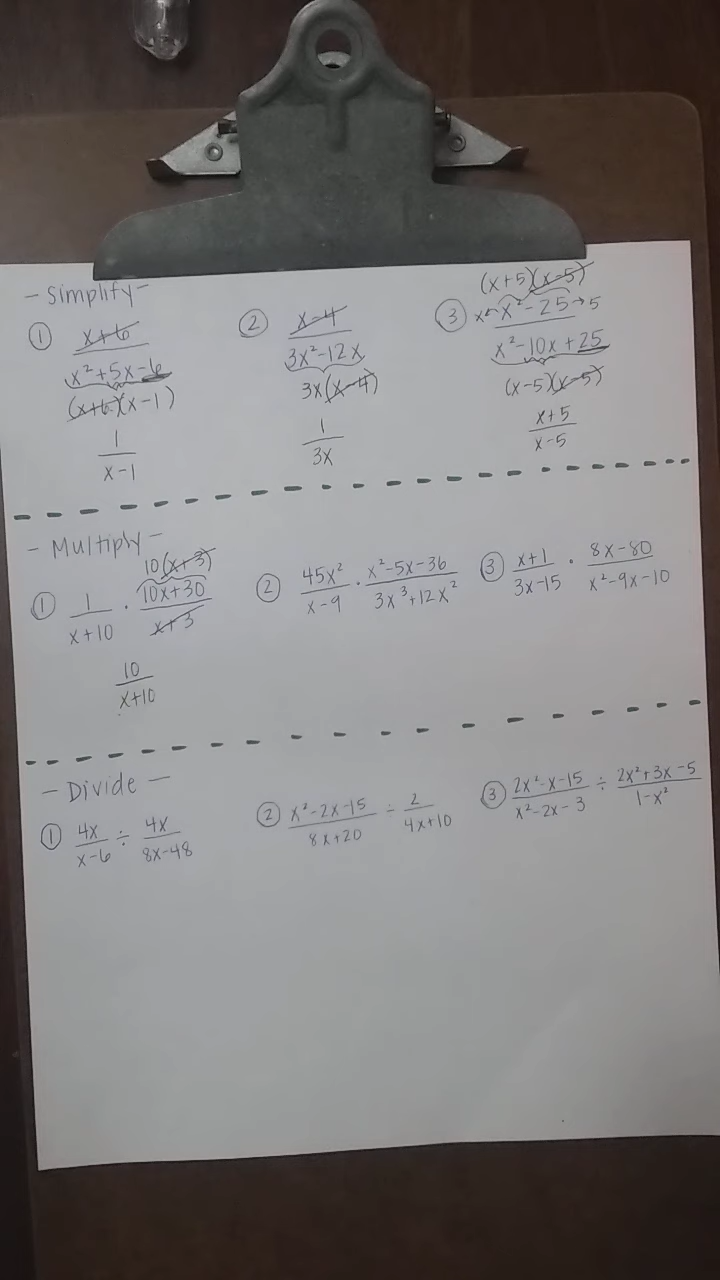 - Simplify -
① x+6 / x²+5x-6
(x+6)(x-1)
1 / x-1
② x-4 / 3x²-12x
3x(x-4)
1 / 3x
(x+5)(x-5)
③ x← x²-25 →5 / x²-10x+25
(x-5)(x-5)
x+5 / x-5
- Multiply -
10(x+3)
① 1 / x+10 · 10x+30 / x+3
10 / x+10
② 45x² / x-9 · x²-5x-36 / 3x³+12x²
③ x+1 / 3x-15 · 8x-80 / x²-9x-10
- Divide -
① 4x / x-6 ÷ 4x / 8x-48
② x²-2x-15 / 8x+20 ÷ 2 / 4x+10
③ 2x²-x-15 / x²-2x-3 ÷ 2x²+3x-5 / 1-x²